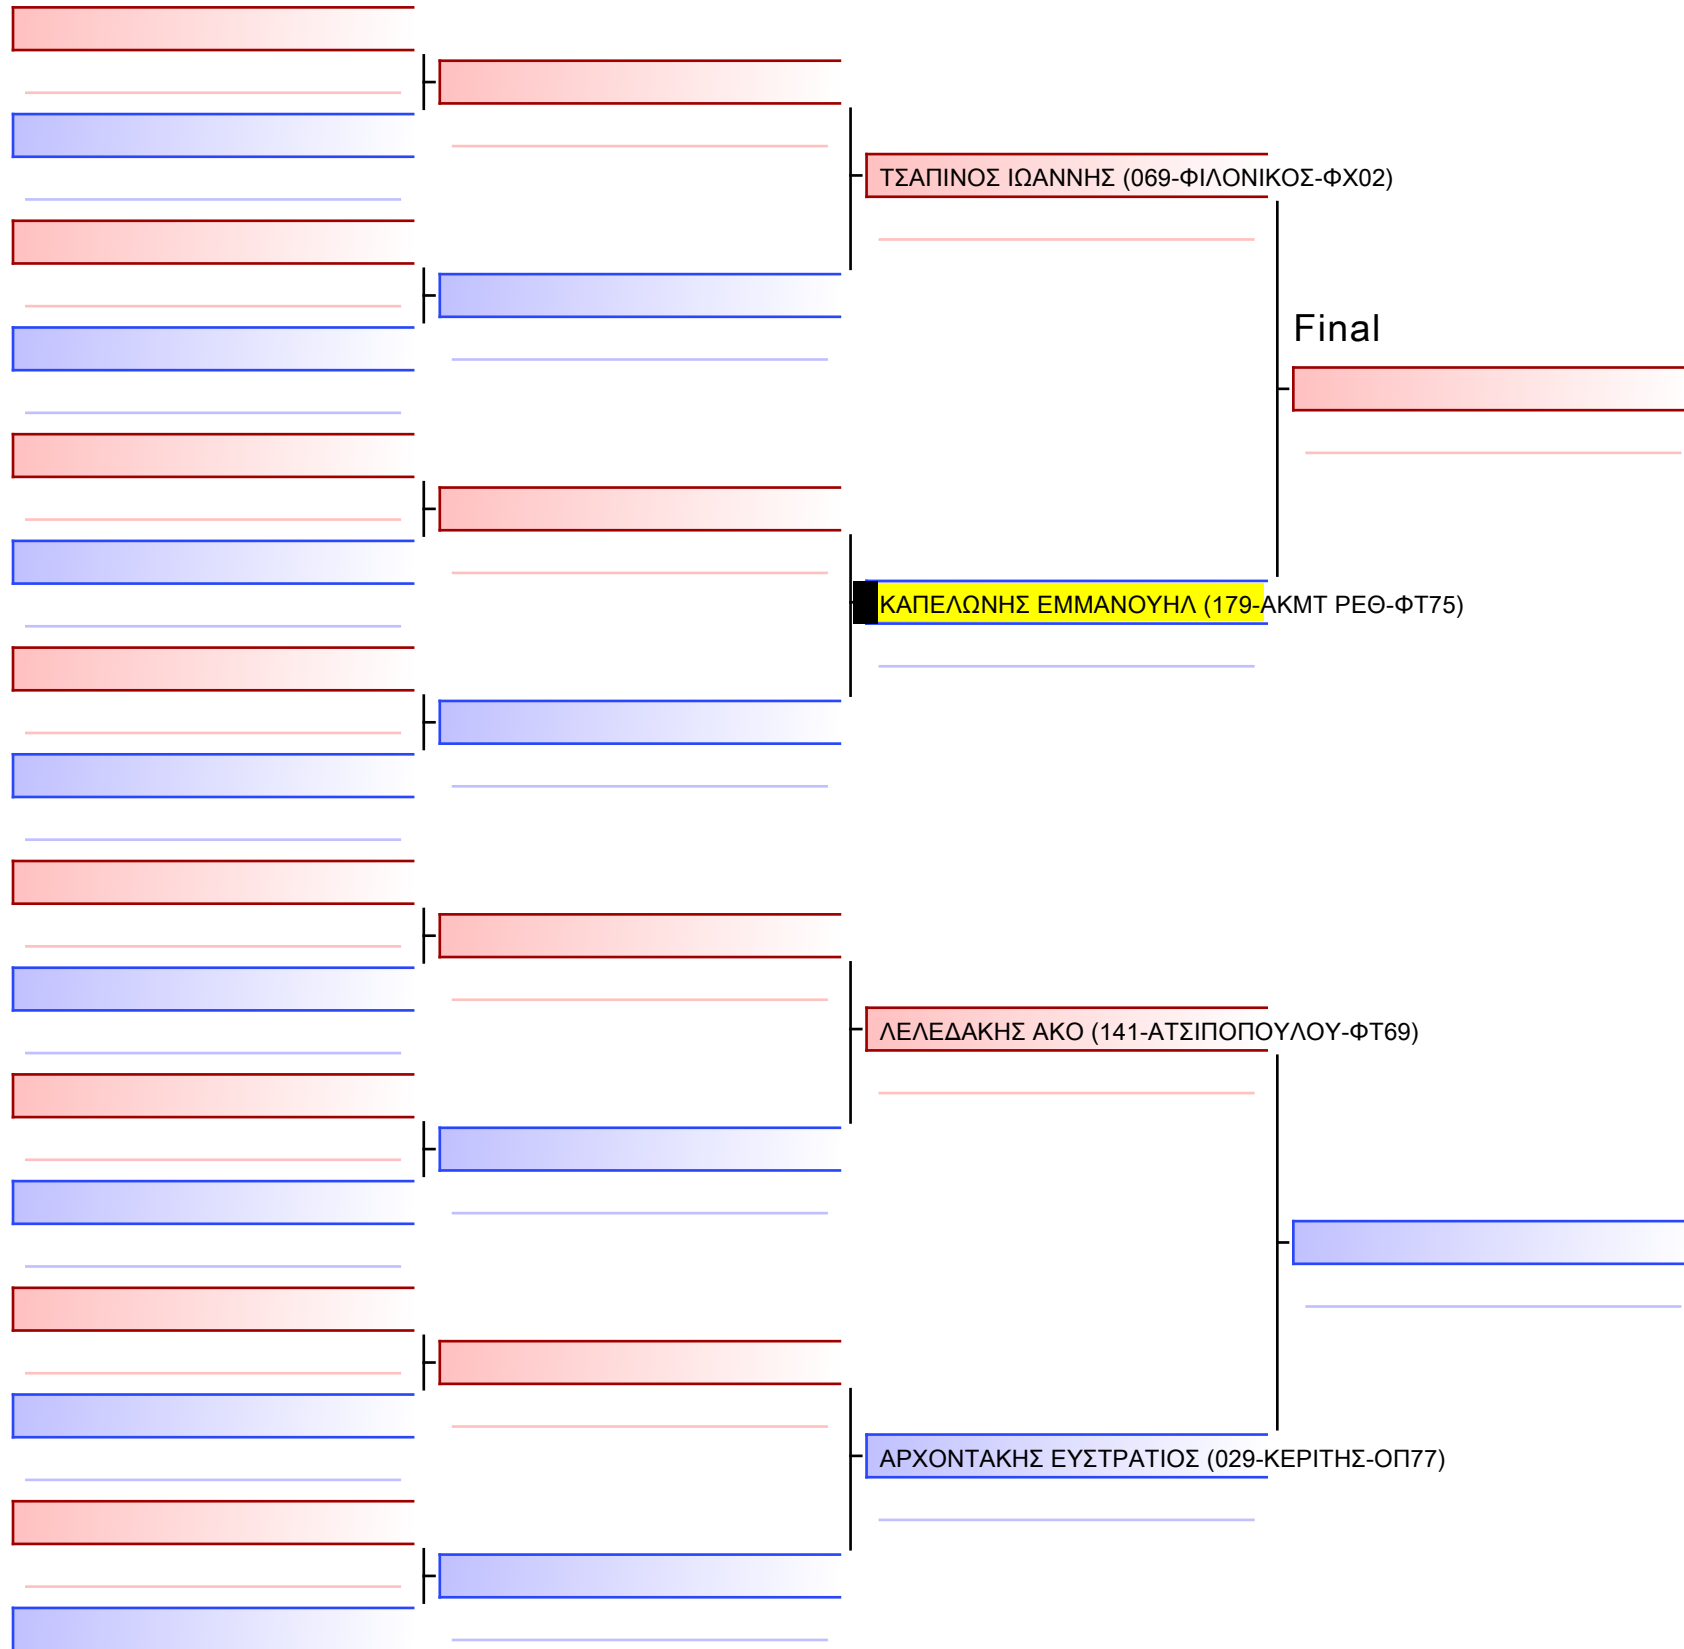 ΤΣΑΠΙΝΟΣ ΙΩΑΝΝΗΣ (069-ΦΙΛΟΝΙΚΟΣ-ΦΧ02)
Final
ΚΑΠΕΛΩΝΗΣ ΕΜΜΑΝΟΥΗΛ (179-ΑΚΜΤ ΡΕΘ-ΦΤ75)
ΛΕΛΕΔΑΚΗΣ ΑΚΟ (141-ΑΤΣΙΠΟΠΟΥΛΟΥ-ΦΤ69)
ΑΡΧΟΝΤΑΚΗΣ ΕΥΣΤΡΑΤΙΟΣ (029-ΚΕΡΙΤΗΣ-ΟΠ77)